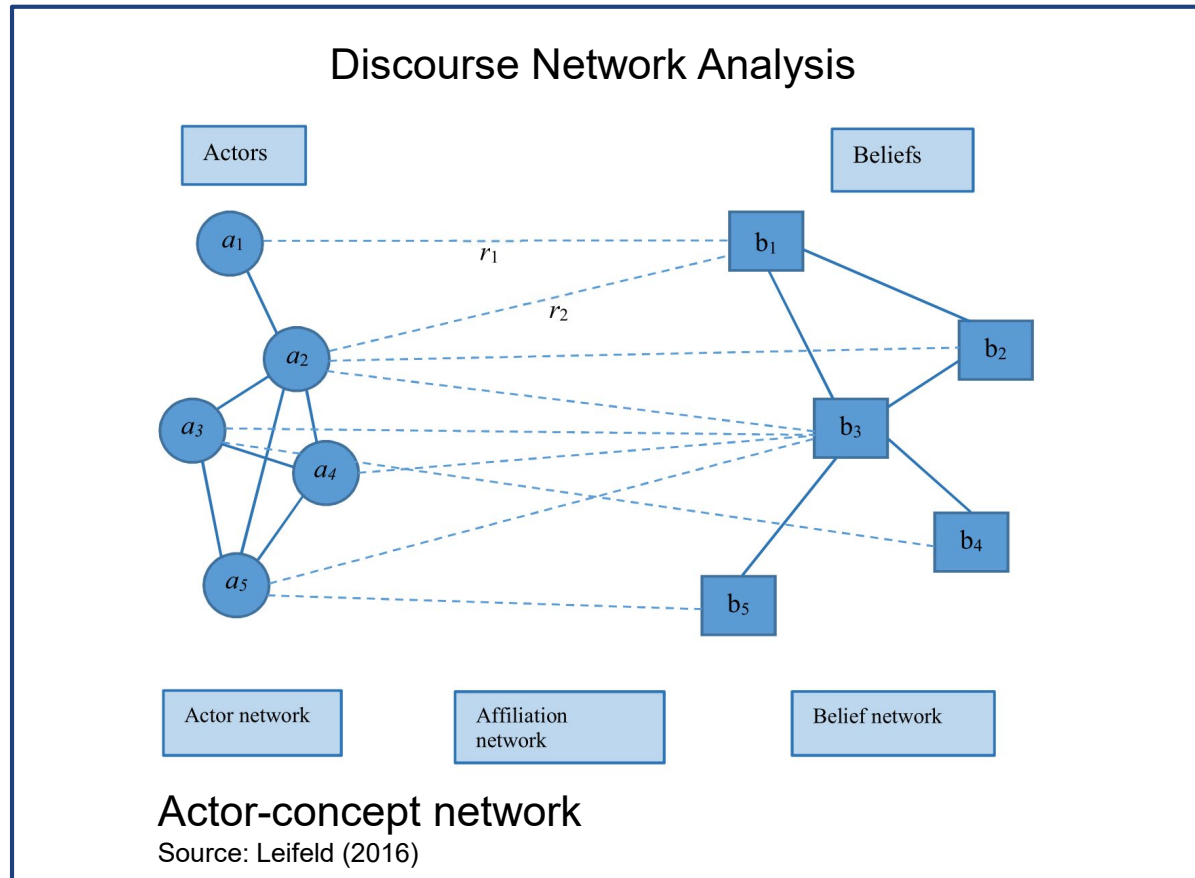 Discourse Network Analysis
Actors
Beliefs
a₁
r₁
b₁
r₂
a₂
b₂
a₃
b₃
a₄
b₄
a₅
b₅
Actor network
Affiliation
network
Belief network
Actor-concept network
Source: Leifeld (2016)